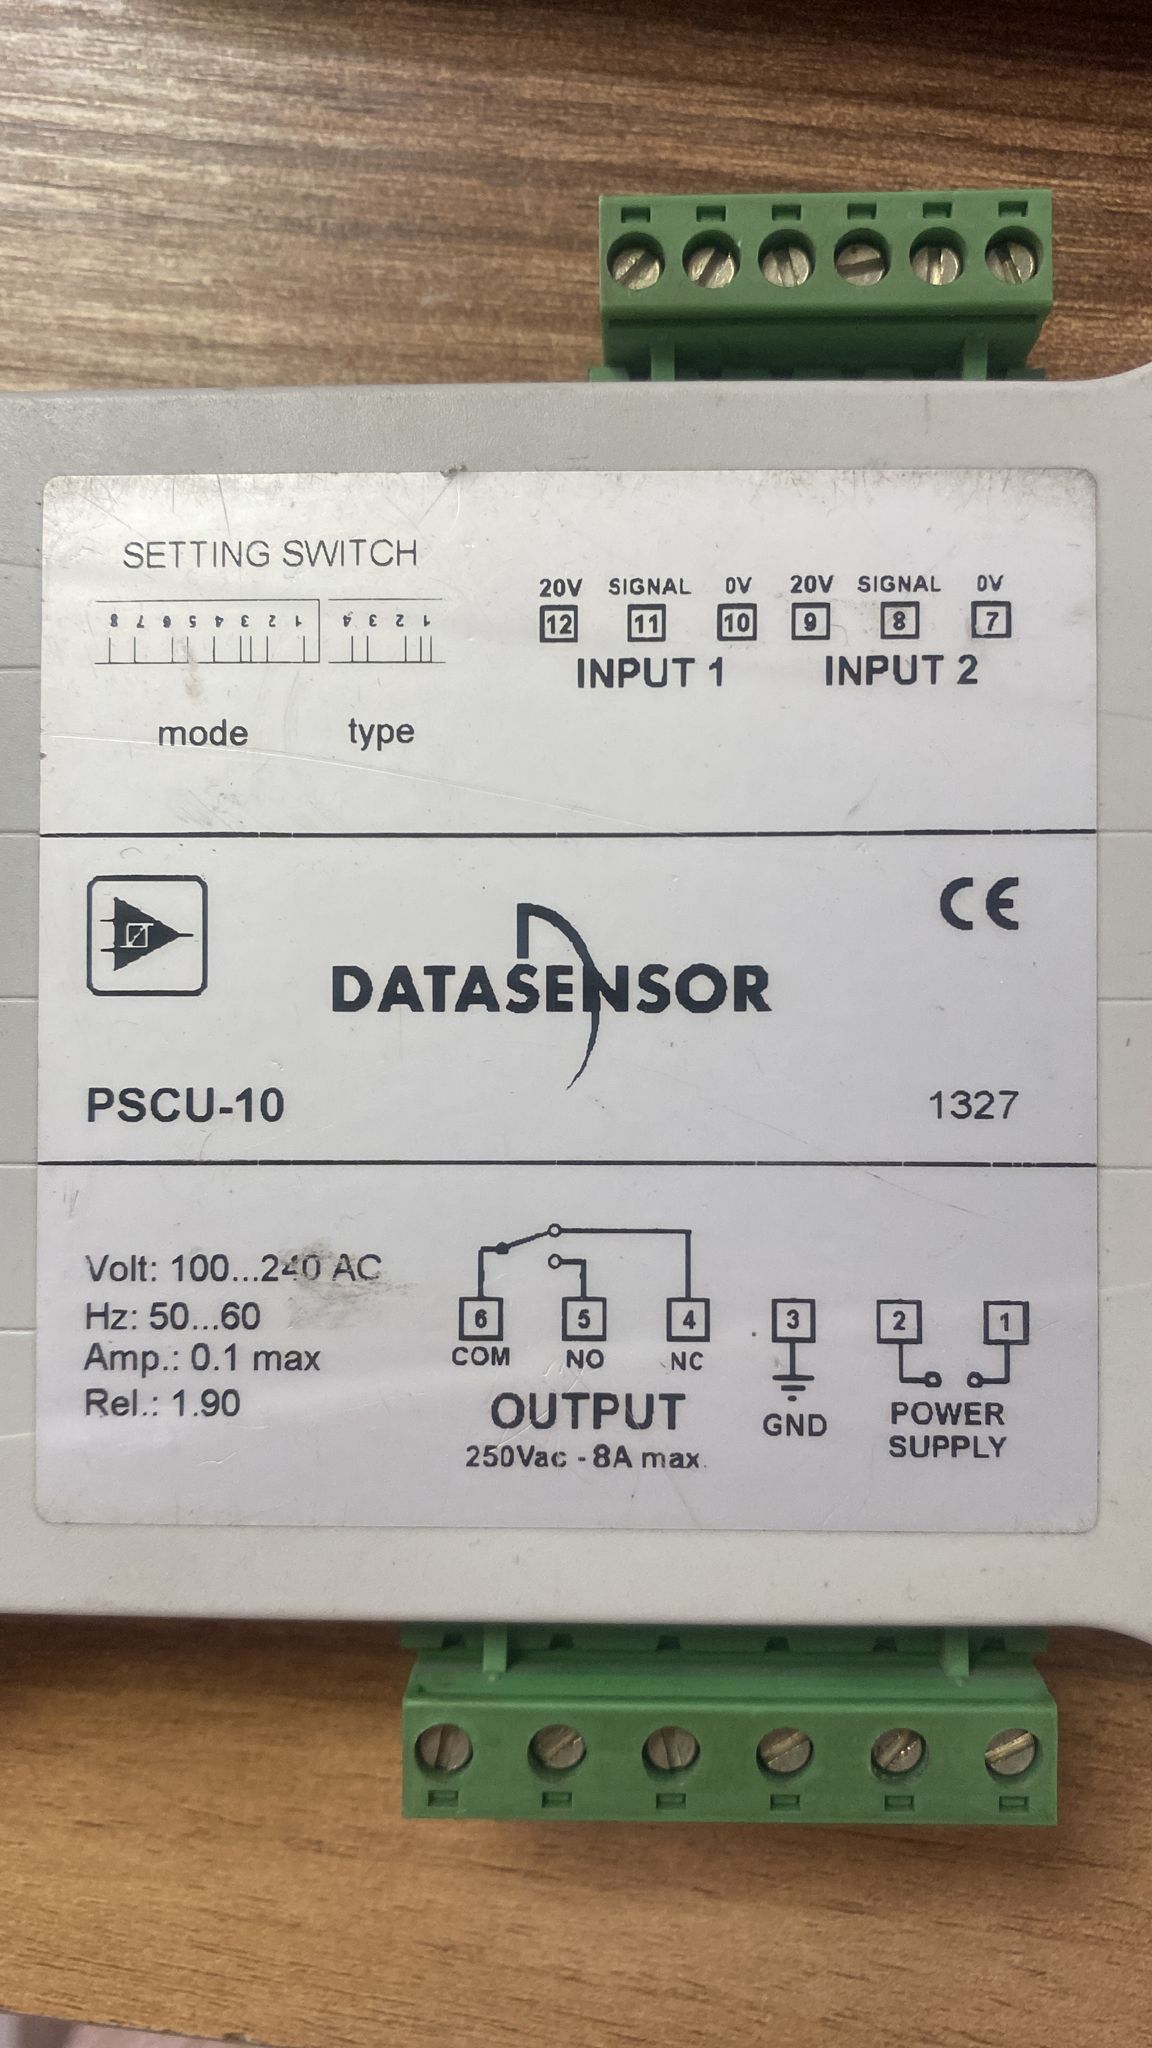 SETTING SWITCH
8 7 6 5 4 3 2 1 4 3 2 1
mode type
20V SIGNAL 0V 20V SIGNAL 0V
12 11 10 9 8 7
INPUT 1 INPUT 2
CE
DATASENSOR
PSCU-10 1327
Volt: 100...240 AC
Hz: 50...60
Amp.: 0.1 max
Rel.: 1.90
6 5 4 3 2 1
COM NO NC
OUTPUT
250Vac - 8A max.
GND
POWER
SUPPLY